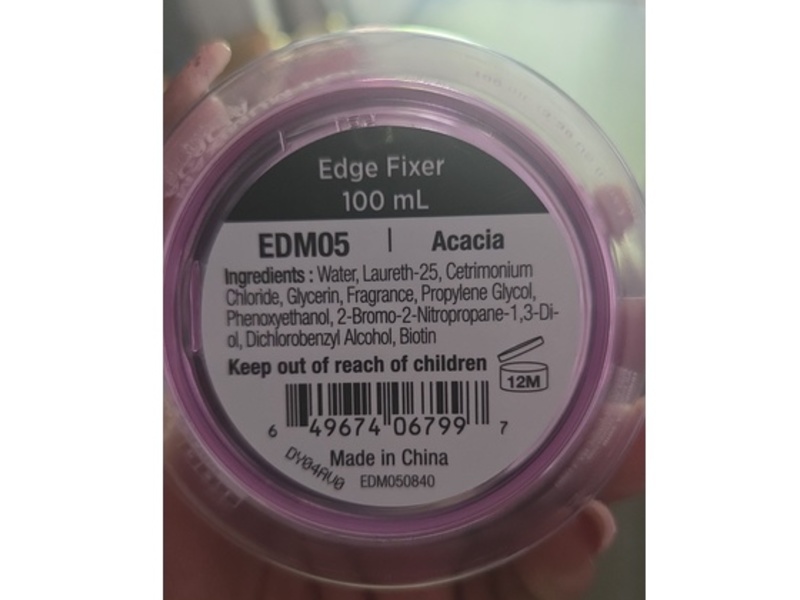 Edge Fixer
100 mL
EDM05 | Acacia
Ingredients : Water, Laureth-25, Cetrimonium
Chloride, Glycerin, Fragrance, Propylene Glycol,
Phenoxyethanol, 2-Bromo-2-Nitropropane-1,3-Di-
ol, Dichlorobenzyl Alcohol, Biotin
Keep out of reach of children
12M
6 49674 06799 7
Made in China
DY04AU0 EDM050840